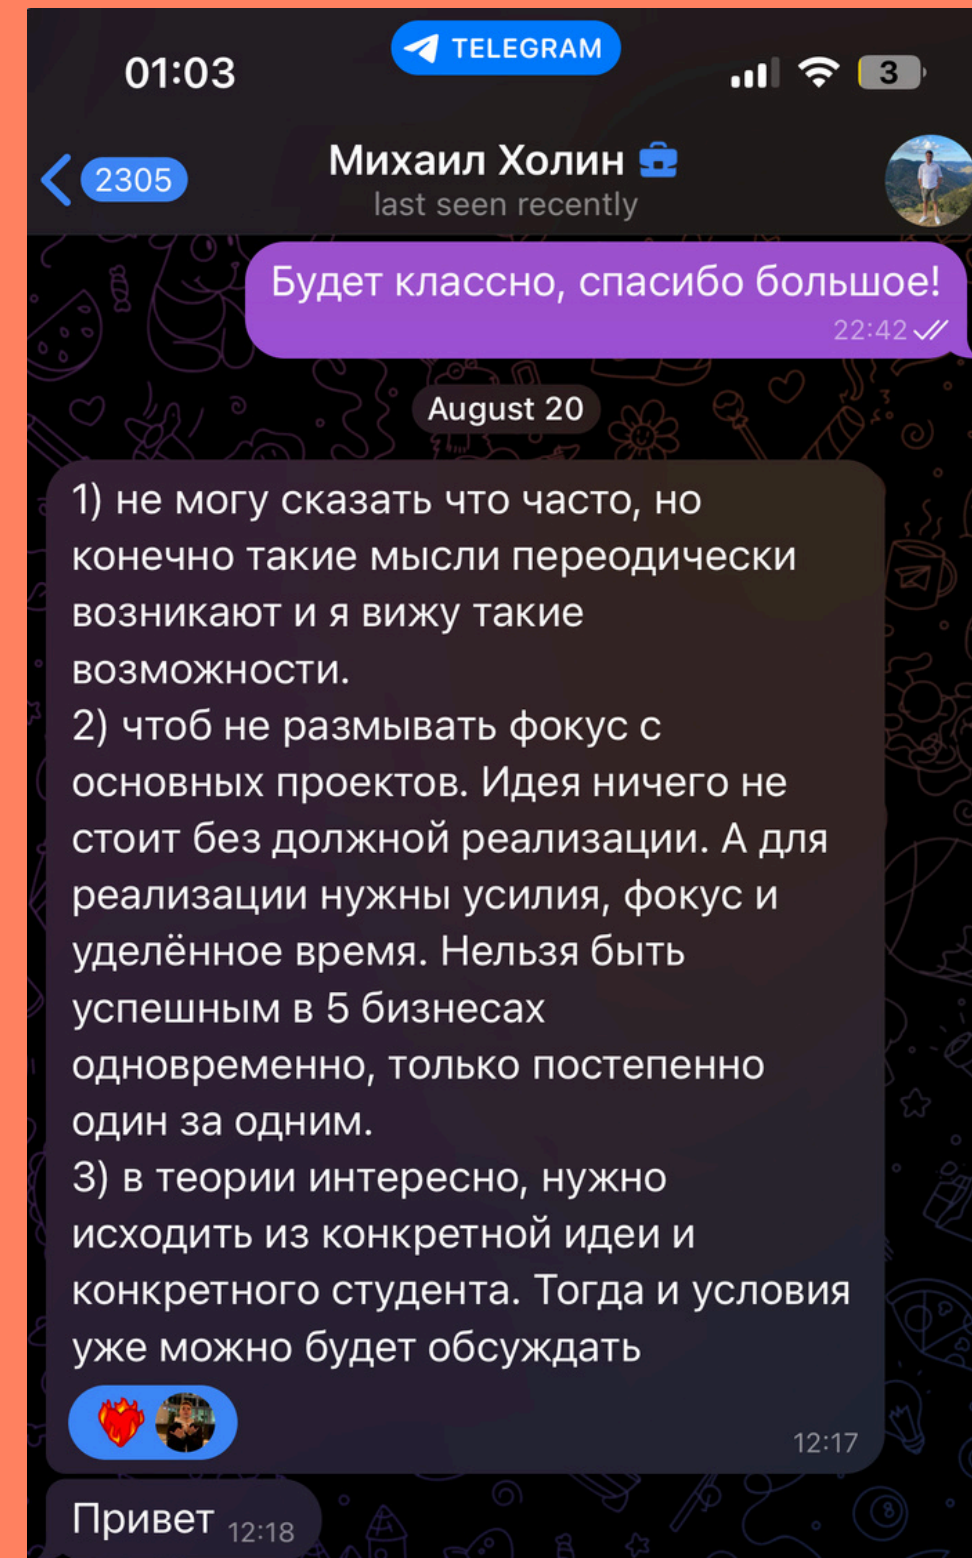 01:03
TELEGRAM
3
2305
Михаил Холин
last seen recently
Будет классно, спасибо большое!
22:42
August 20
1) не могу сказать что часто, но
конечно такие мысли переодически
возникают и я вижу такие
возможности.
2) чтоб не размывать фокус с
основных проектов. Идея ничего не
стоит без должной реализации. А для
реализации нужны усилия, фокус и
уделённое время. Нельзя быть
успешным в 5 бизнесах
одновременно, только постепенно
один за одним.
3) в теории интересно, нужно
исходить из конкретной идеи и
конкретного студента. Тогда и условия
уже можно будет обсуждать
12:17
Привет 12:18